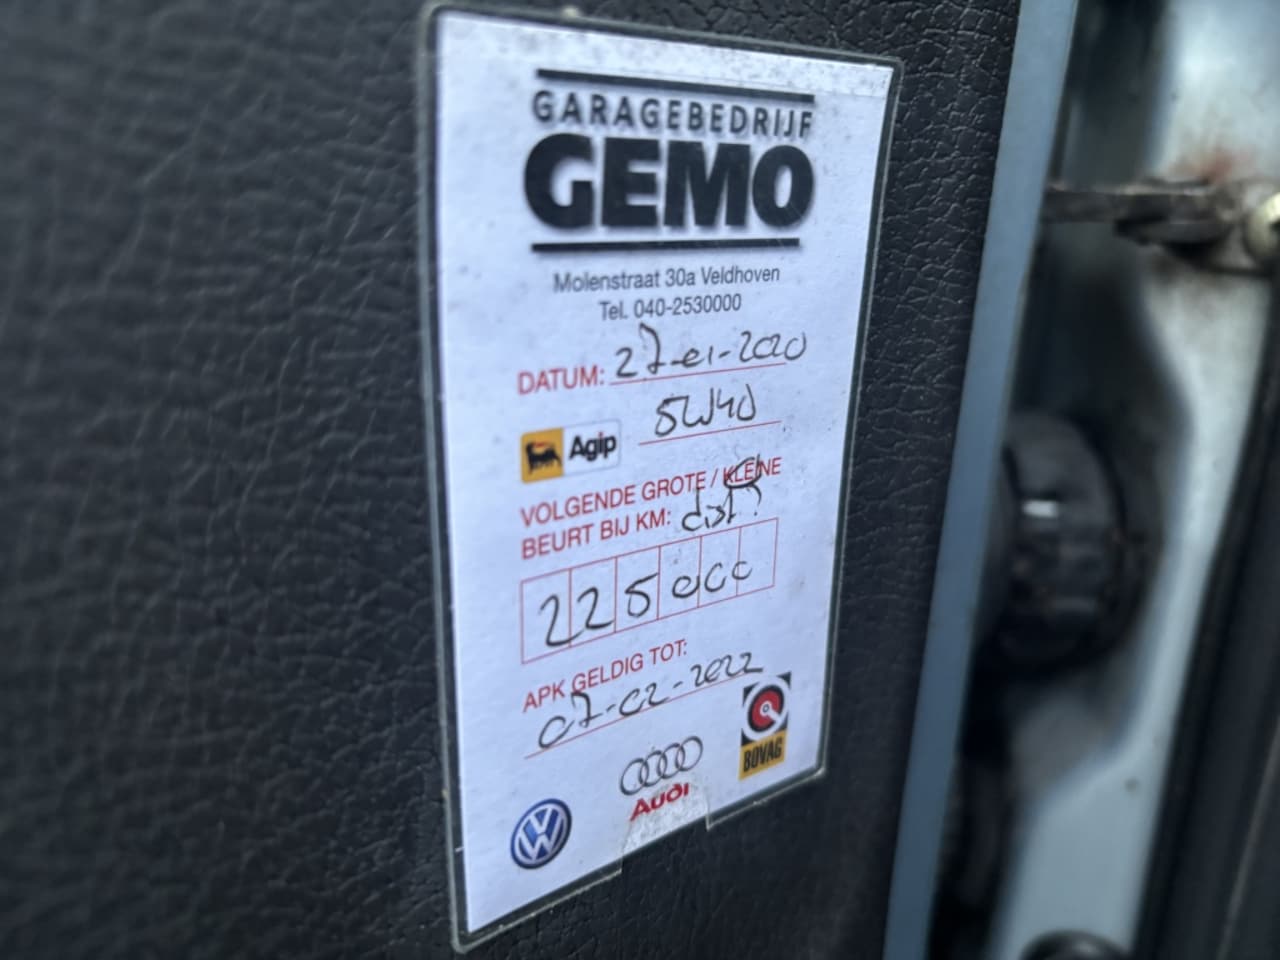 GARAGEBEDRIJF
GEMO
Molenstraat 30a Veldhoven
Tel. 040-2530000
DATUM: 27-01-2020
Agip 5W40
VOLGENDE GROTE / KLEINE
BEURT BIJ KM:
225000
APK GELDIG TOT:
07-02-2022
BOVAG
Audi